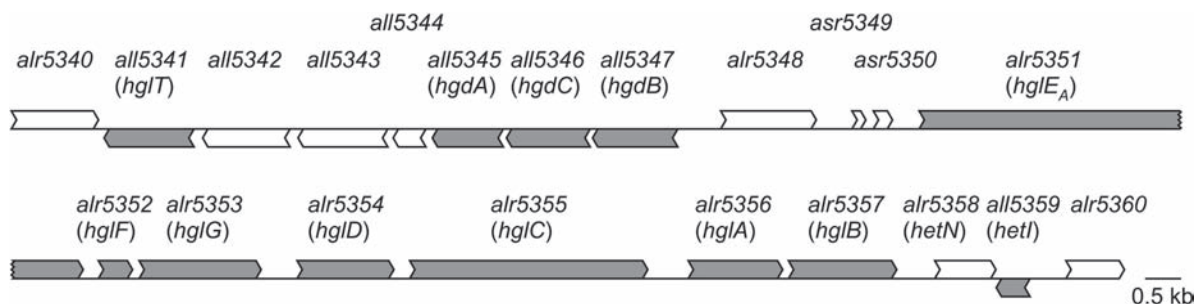 all5344 asr5349
alr5340 all5341 all5342 all5343 all5345 all5346 all5347 alr5348 asr5350 alr5351
(hglT) (hgdA) (hgdC) (hgdB) (hglE_A)
alr5352 alr5353 alr5354 alr5355 alr5356 alr5357 alr5358 all5359 alr5360
(hglF) (hglG) (hglD) (hglC) (hglA) (hglB) (hetN) (hetI)
0.5 kb